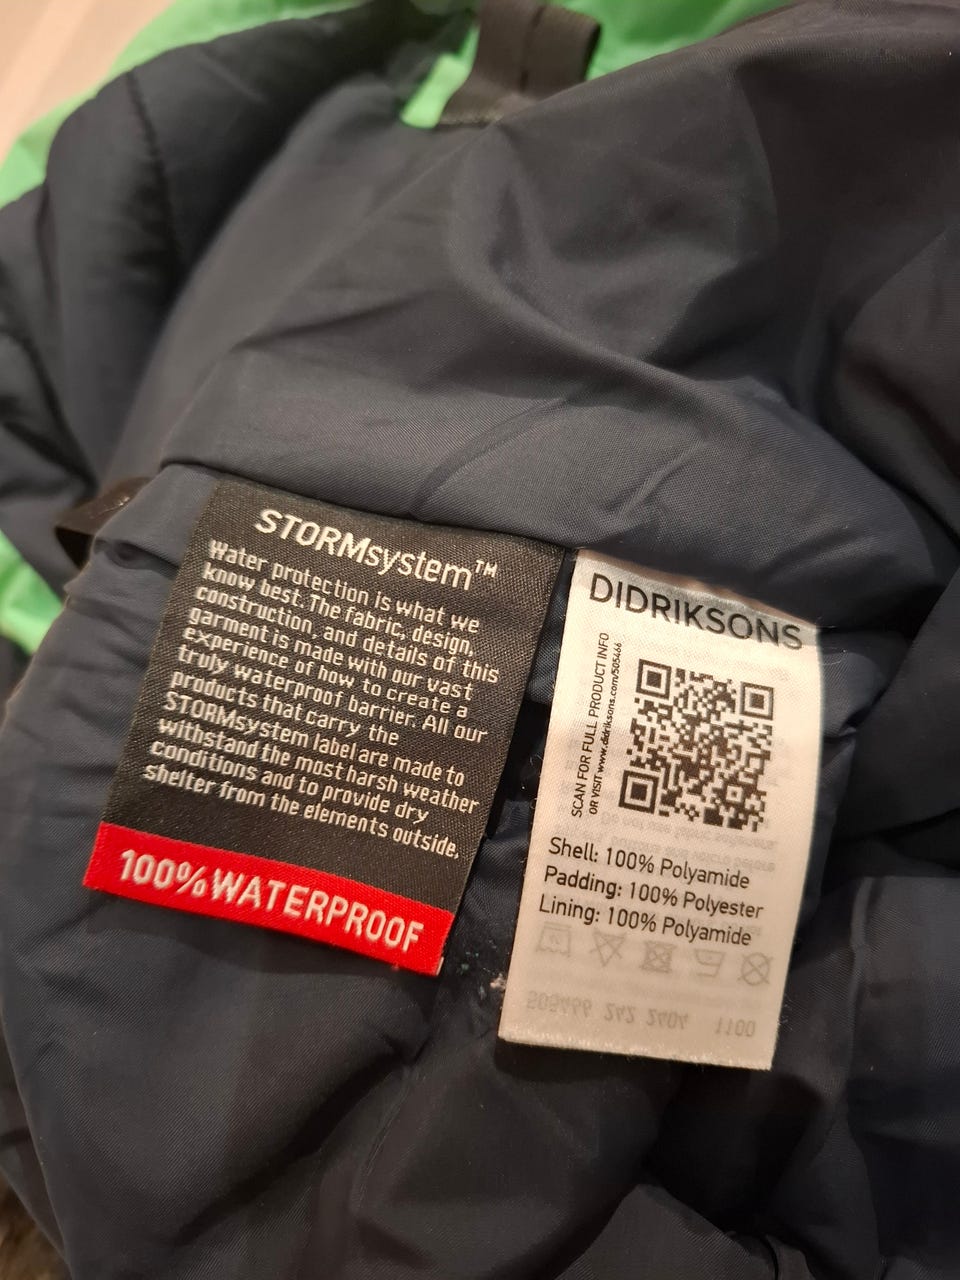 STORMsystem™
Water protection is what we
know best. The fabric, design,
construction, and details of this
garment is made with our vast
experience of how to create a
truly waterproof barrier. All our
products that carry the
STORMsystem label are made to
withstand the most harsh weather
conditions and to provide dry
shelter from the elements outside.
100% WATERPROOF
DIDRIKSONS
SCAN FOR FULL PRODUCT INFO
OR VISIT www.didriksons.com/505466
Shell: 100% Polyamide
Padding: 100% Polyester
Lining: 100% Polyamide
505466 242 2404 1100